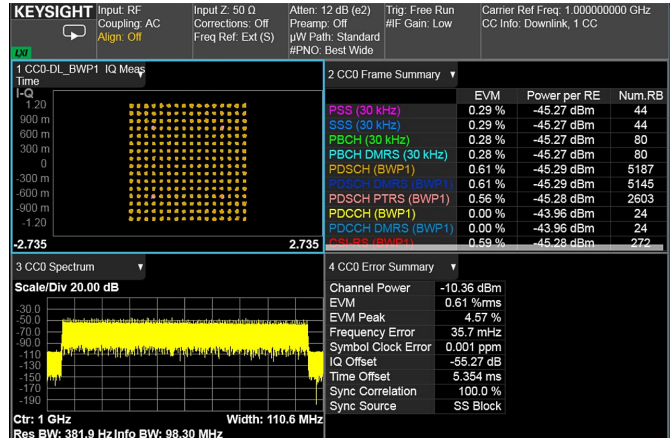 KEYSIGHT
LXI
Input: RF
Coupling: AC
Align: Off
Input Z: 50 Ω
Corrections: Off
Freq Ref: Ext (S)
Atten: 12 dB (e2)
Preamp: Off
µW Path: Standard
#PNO: Best Wide
Trig: Free Run
#IF Gain: Low
Carrier Ref Freq: 1.000000000 GHz
CC Info: Downlink, 1 CC
1 CC0-DL_BWP1 IQ Meas Time
I-Q
1.20
900 m
600 m
300 m
0
-300 m
-600 m
-900 m
-1.20
-2.735
2.735
2 CC0 Frame Summary
EVM Power per RE Num.RB
PSS (30 kHz) 0.29 % -45.27 dBm 44
SSS (30 kHz) 0.29 % -45.27 dBm 44
PBCH (30 kHz) 0.28 % -45.27 dBm 80
PBCH DMRS (30 kHz) 0.28 % -45.27 dBm 80
PDSCH (BWP1) 0.61 % -45.29 dBm 5187
PDSCH DMRS (BWP1) 0.61 % -45.29 dBm 5145
PDSCH PTRS (BWP1) 0.56 % -45.28 dBm 2603
PDCCH (BWP1) 0.00 % -43.96 dBm 24
PDCCH DMRS (BWP1) 0.00 % -43.96 dBm 24
CSI-RS (BWP1) 0.59 % -45.28 dBm 272
3 CC0 Spectrum
Scale/Div 20.00 dB
-30.0
-50.0
-70.0
-90.0
-110
-130
-150
-170
-190
Ctr: 1 GHz
Width: 110.6 MHz
Res BW: 381.9 Hz Info BW: 98.30 MHz
4 CC0 Error Summary
Channel Power -10.36 dBm
EVM 0.61 %rms
EVM Peak 4.57 %
Frequency Error 35.7 mHz
Symbol Clock Error 0.001 ppm
IQ Offset -55.27 dB
Time Offset 5.354 ms
Sync Correlation 100.0 %
Sync Source SS Block